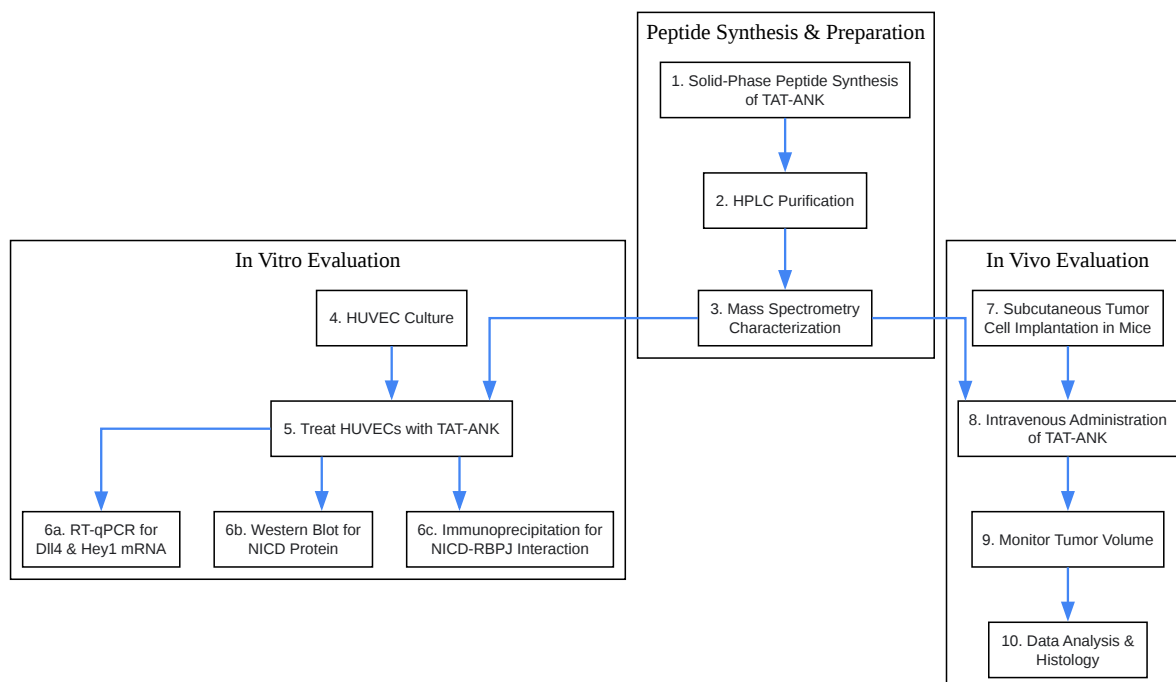 Peptide Synthesis & Preparation
1. Solid-Phase Peptide Synthesis
of TAT-ANK
2. HPLC Purification
3. Mass Spectrometry
Characterization
In Vitro Evaluation
4. HUVEC Culture
5. Treat HUVECs with TAT-ANK
6a. RT-qPCR for
Dll4 & Hey1 mRNA
6b. Western Blot for
NICD Protein
6c. Immunoprecipitation for
NICD-RBPJ Interaction
In Vivo Evaluation
7. Subcutaneous Tumor
Cell Implantation in Mice
8. Intravenous Administration
of TAT-ANK
9. Monitor Tumor Volume
10. Data Analysis &
Histology